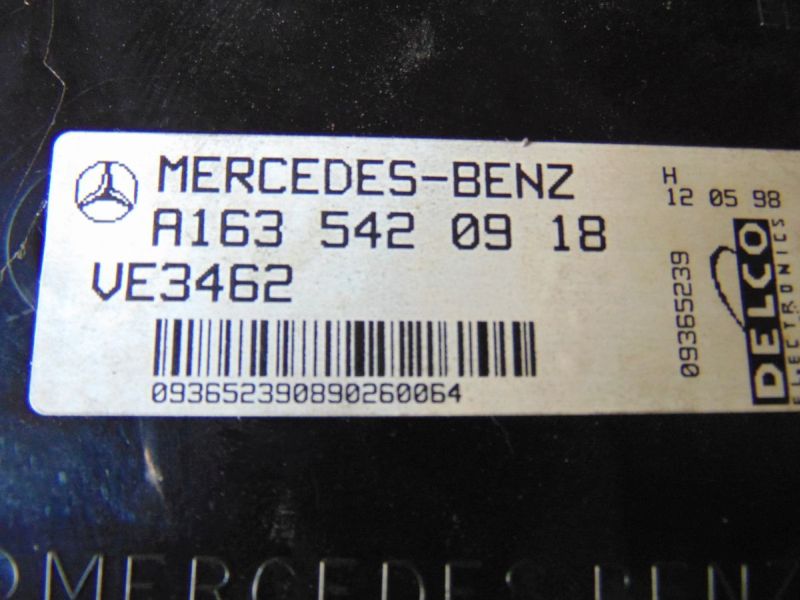 MERCEDES-BENZ
A163 542 09 18
VE3462
093652390890260064
H
12 05 98
09365239
DELCO
ELECTRONICS
MERCEDES BENZ